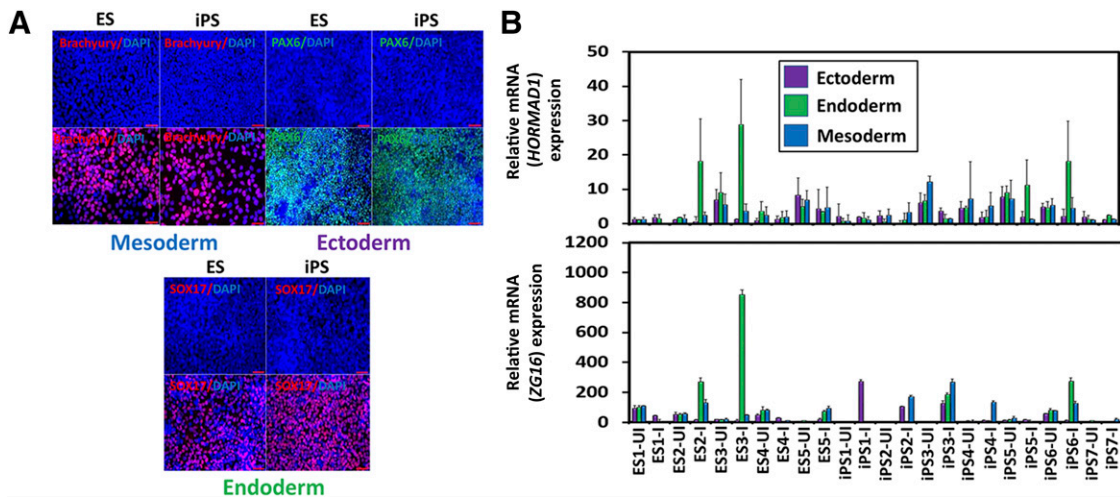 A
ES iPS ES iPS
Brachyury/DAPI Brachyury/DAPI PAX6/DAPI PAX6/DAPI
Brachyury/DAPI Brachyury/DAPI PAX6/DAPI PAX6/DAPI
Mesoderm Ectoderm
ES iPS
SOX17/DAPI SOX17/DAPI
SOX17/DAPI SOX17/DAPI
Endoderm
B
Relative mRNA
(HORMAD1)
expression
50
40
30
20
10
0
Ectoderm
Endoderm
Mesoderm
Relative mRNA
(ZG16) expression
1200
1000
800
600
400
200
0
ES1-UI
ES1-I
ES2-UI
ES2-I
ES3-UI
ES3-I
ES4-UI
ES4-I
ES5-UI
ES5-I
iPS1-UI
iPS1-I
iPS2-UI
iPS2-I
iPS3-UI
iPS3-I
iPS4-UI
iPS4-I
iPS5-UI
iPS5-I
iPS6-UI
iPS6-I
iPS7-UI
iPS7-I